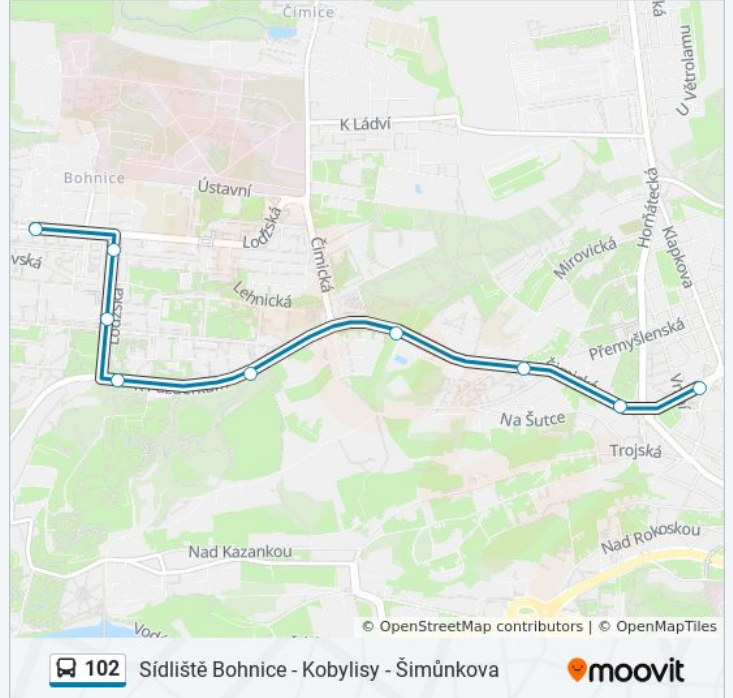 Čimice
U Větrolamu
K Ládví
Bohnice
Ústavní
Horňátecká
Lodžská
Čimická
Klapkova
Mirovická
Lehnická
Lodžská
Přemyšlenská
Na Šutce
Trojská
Nad Rokoskou
Nad Kazankou
© OpenStreetMap contributors | © OpenMapTiles
102 Sídliště Bohnice - Kobylisy - Šimůnkova
moovit